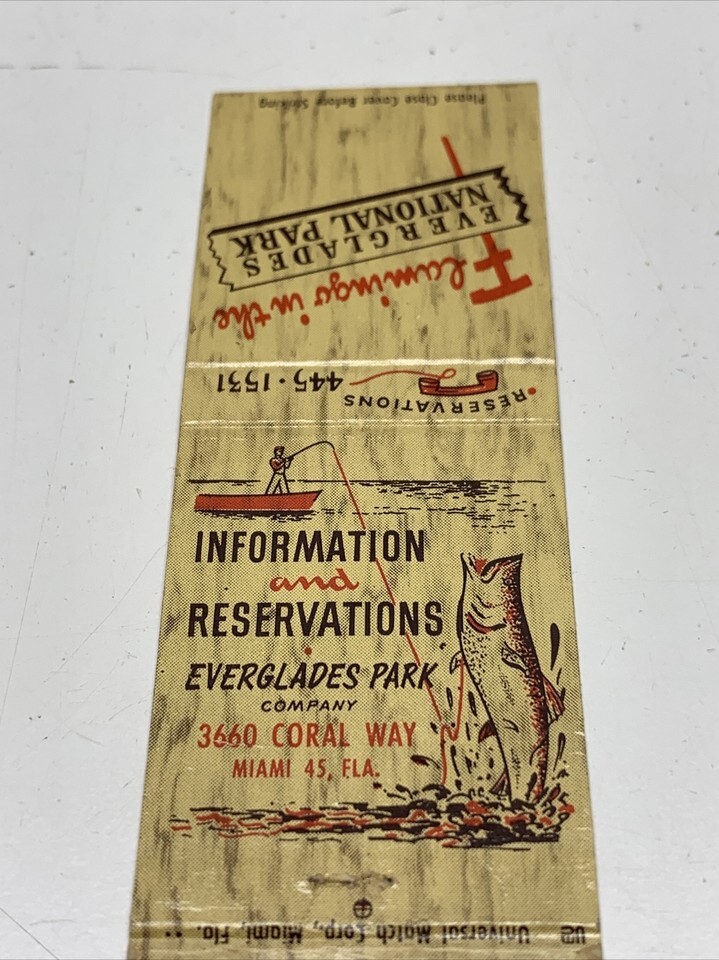 Please Close Cover Before Striking
Flamingo in the
EVERGLADES
NATIONAL PARK
• RESERVATIONS
445-1531
INFORMATION
and
RESERVATIONS
•
EVERGLADES PARK
COMPANY
3660 CORAL WAY
MIAMI 45, FLA.
Universal Match Corp., Miami, Fla. ••